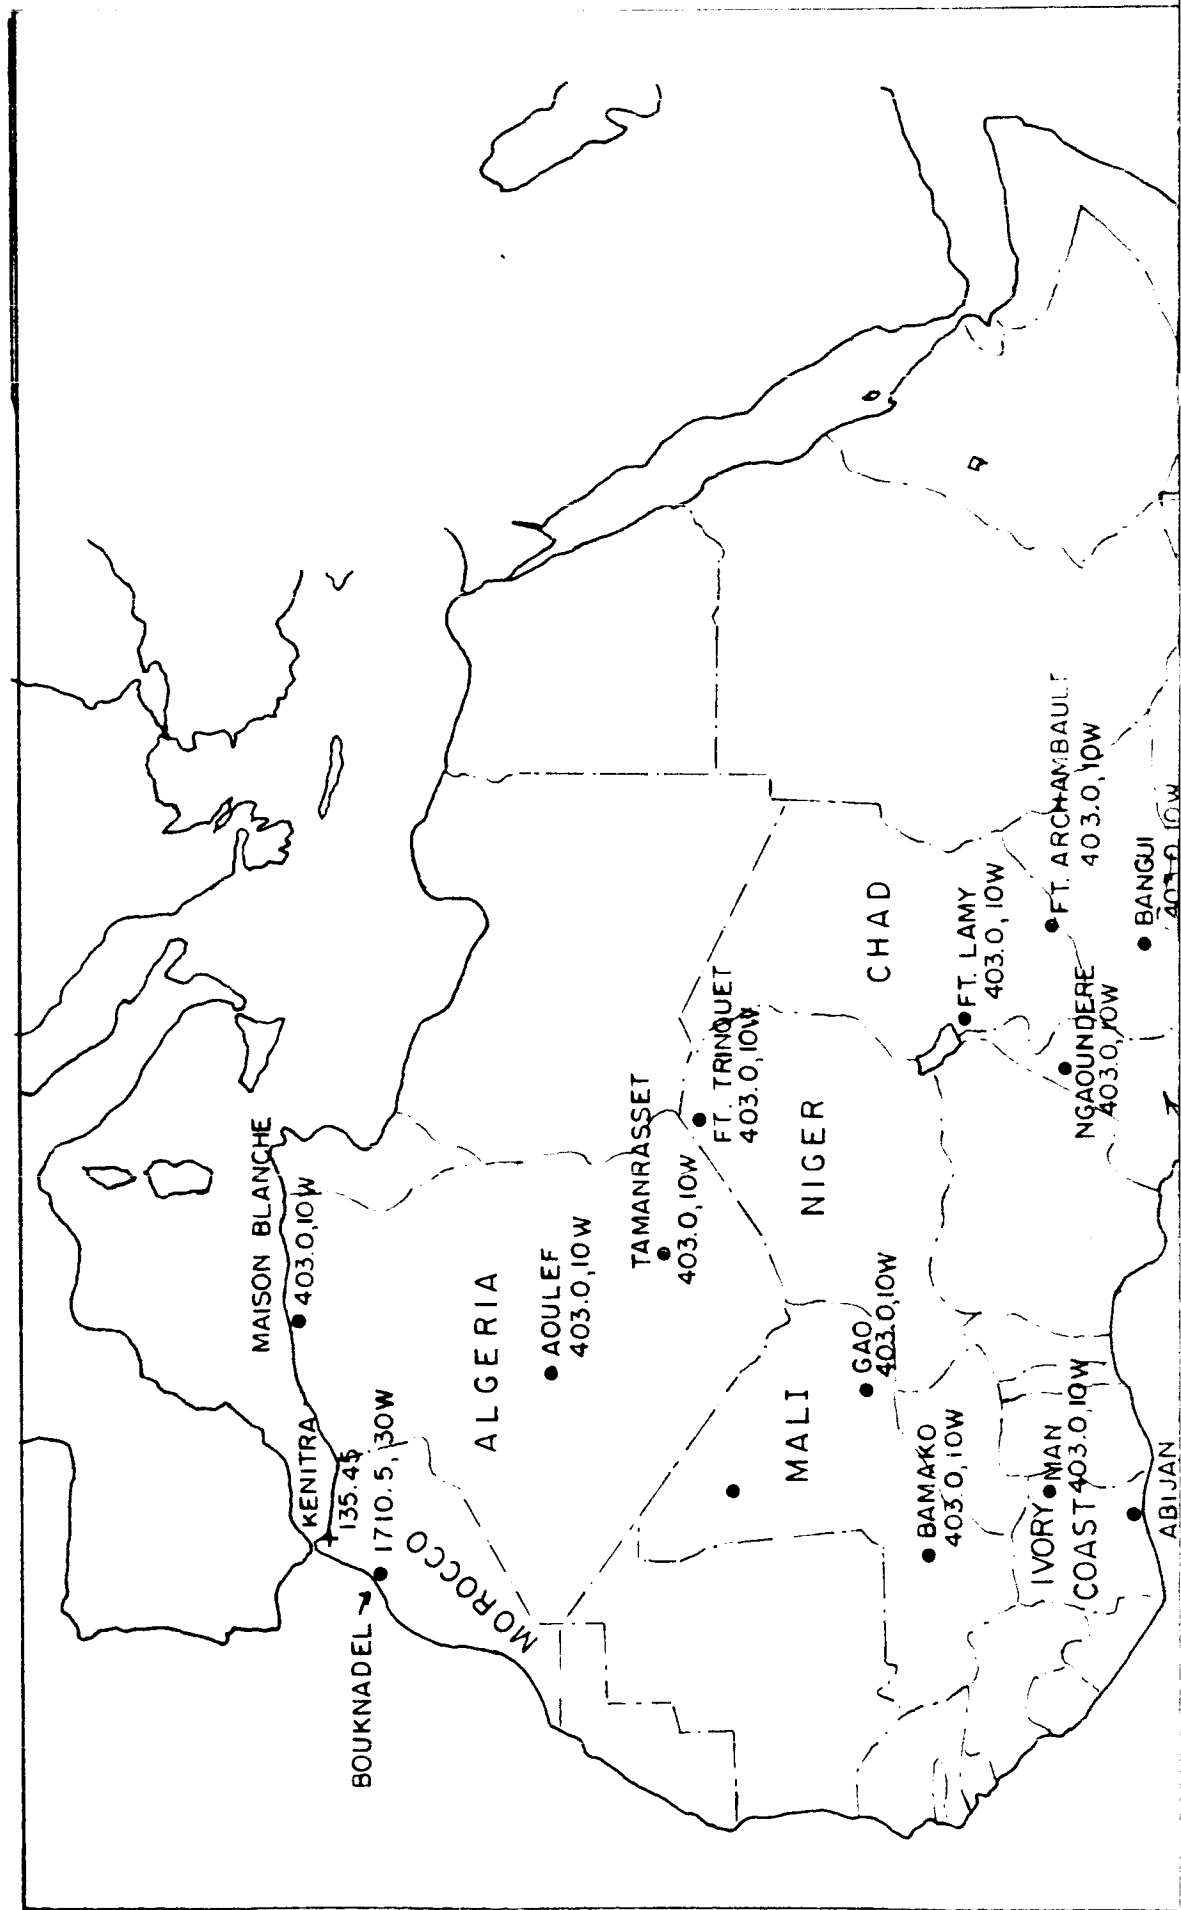 MAISON BLANCHE
403.0,10W
KENITRA
135.45
BOUKNADEL
1710.5, 30W
MOROCCO
ALGERIA
AOULEF
403.0,10W
TAMANRASSET
403.0,10W
FT. TRINQUET
403.0,10W
MALI
NIGER
CHAD
GAO
403.0,10W
BAMAKO
403.0,10W
FT. LAMY
403.0,10W
IVORY
COAST
MAN
403.0,10W
NGAOUNDERE
403.0,10W
FT. ARCHAMBAULT
403.0,10W
BANGUI
403.0,10W
ABIJAN